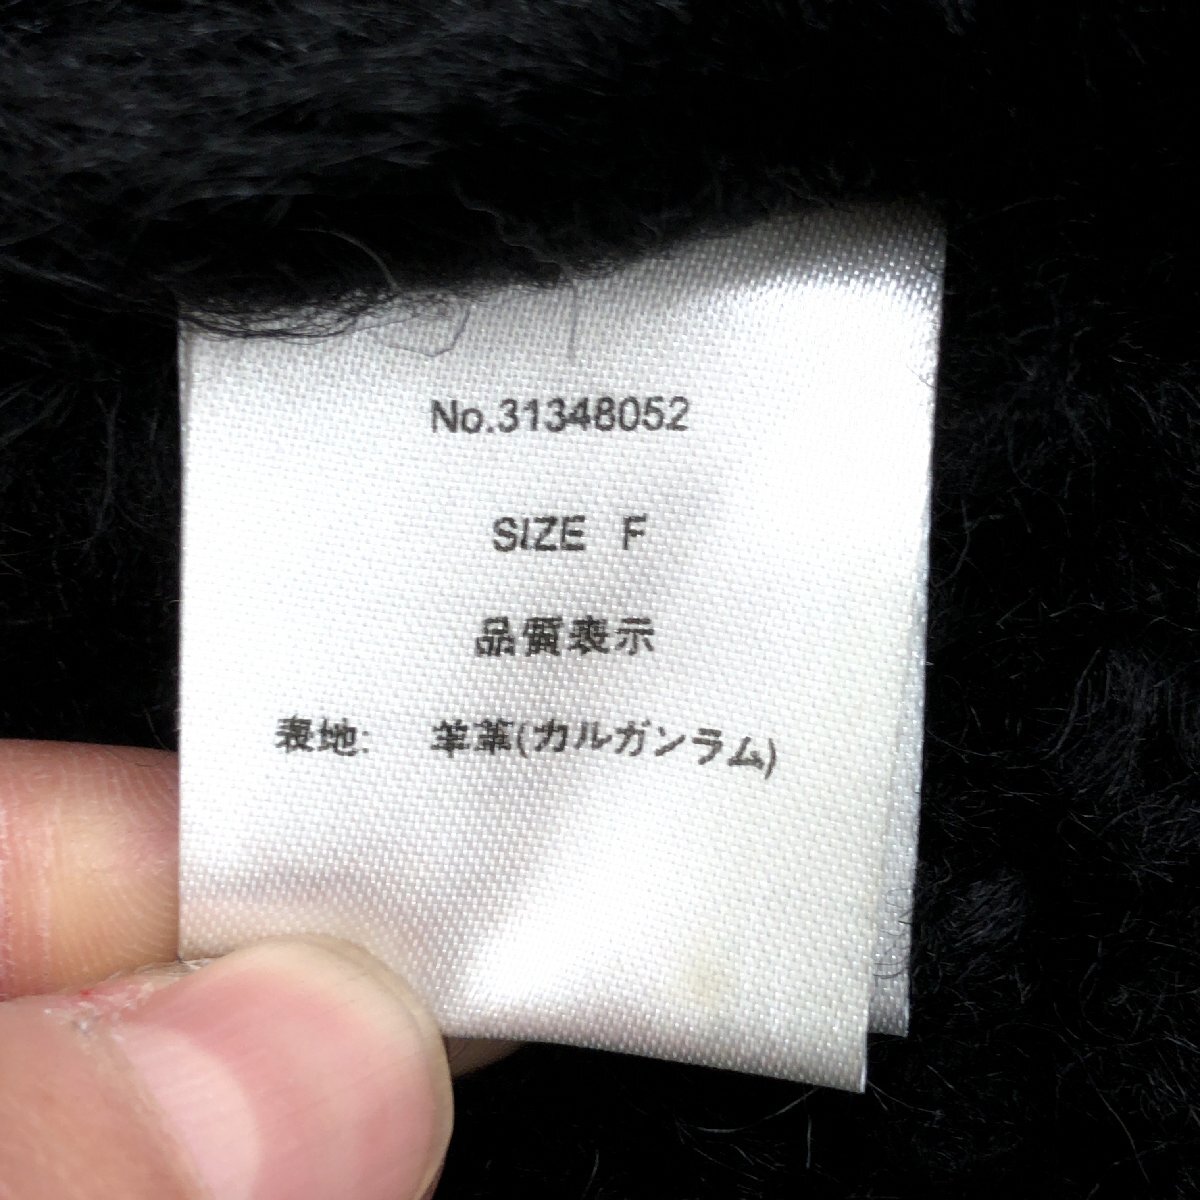 No.31348052
SIZE F
品質表示
表地: 羊革(カルガンラム)